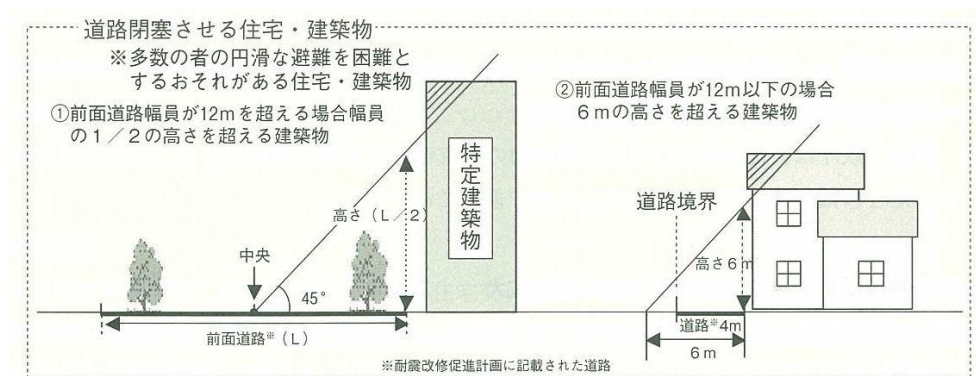 道路閉塞させる住宅・建築物
※多数の者の円滑な避難を困難と
するおそれがある住宅・建築物
①前面道路幅員が12mを超える場合幅員
の1／2の高さを超える建築物
②前面道路幅員が12m以下の場合
6mの高さを超える建築物
特定建築物
高さ（L／2）
中央
45°
前面道路※（L）
道路境界
高さ6m
道路※4m
6m
※耐震改修促進計画に記載された道路